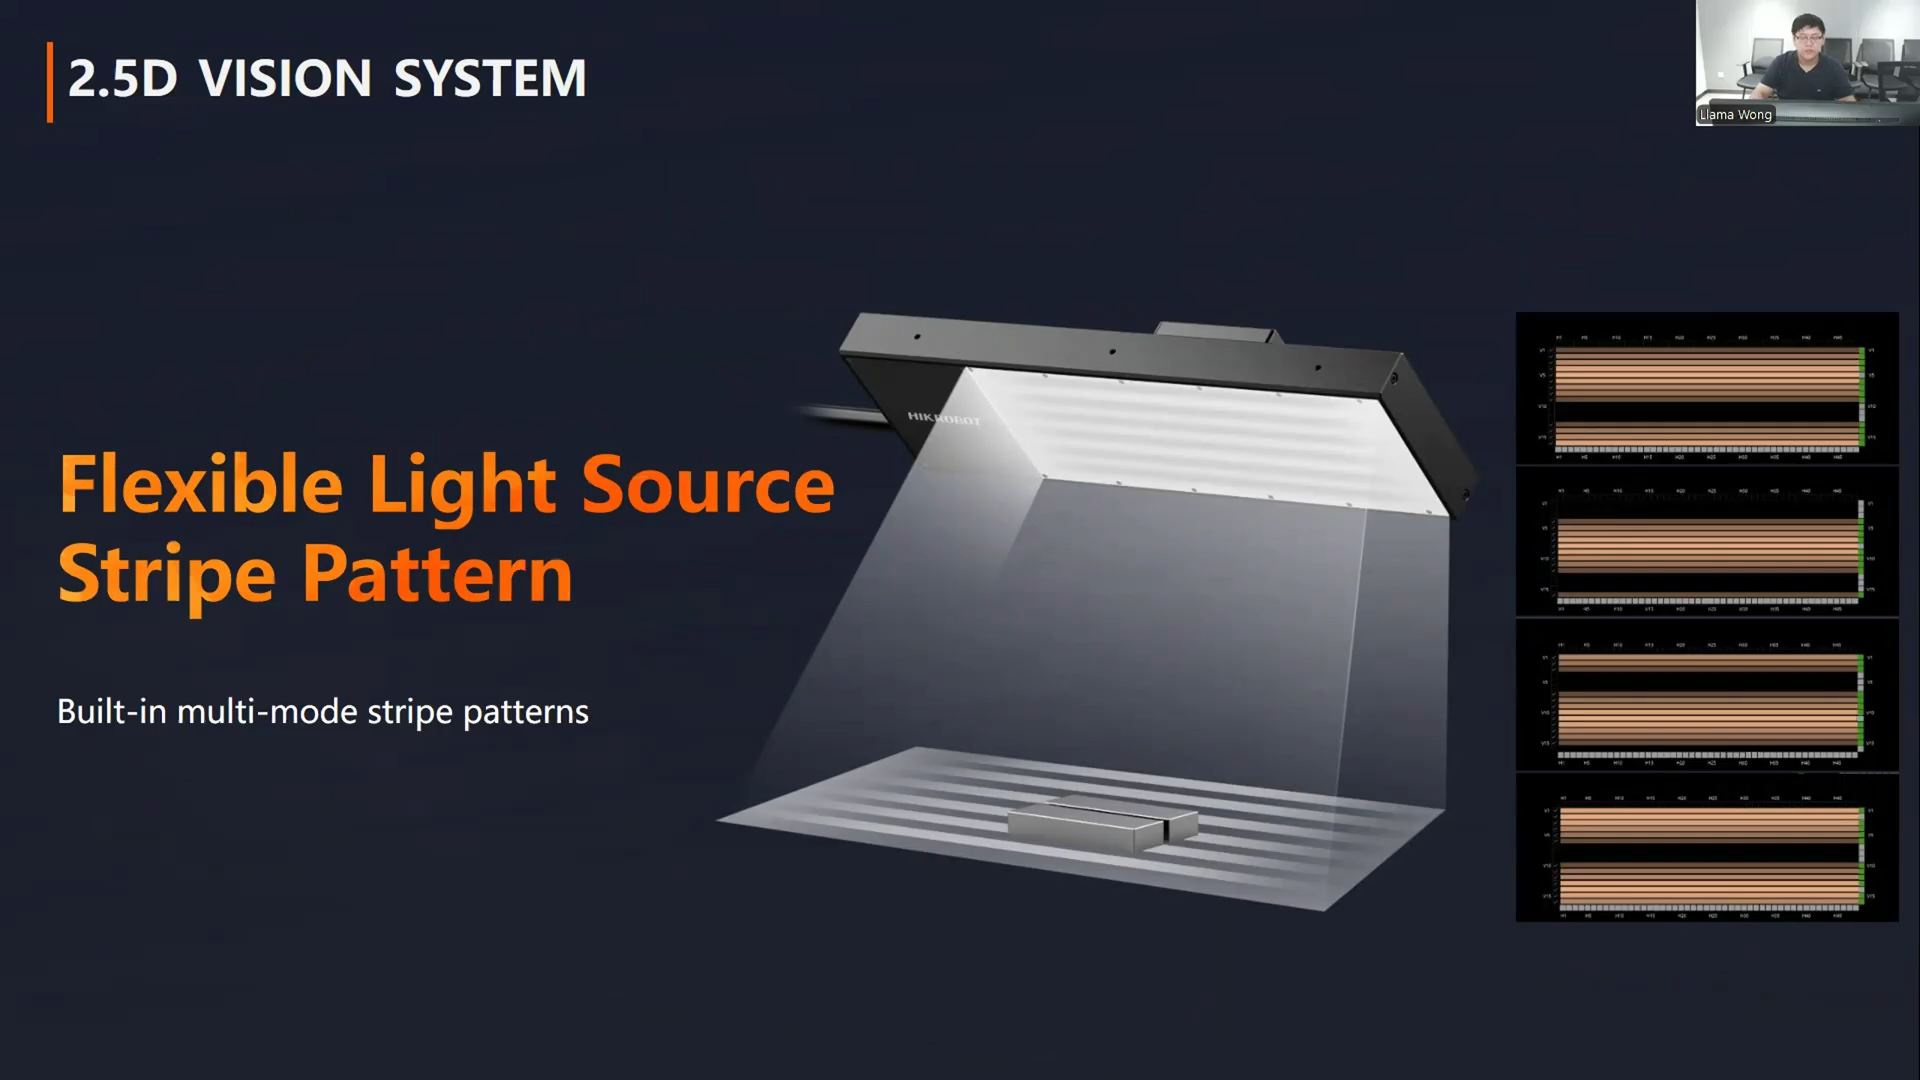 2.5D VISION SYSTEM
Llama Wong
HIKROBOT
Flexible Light Source
Stripe Pattern
Built-in multi-mode stripe patterns